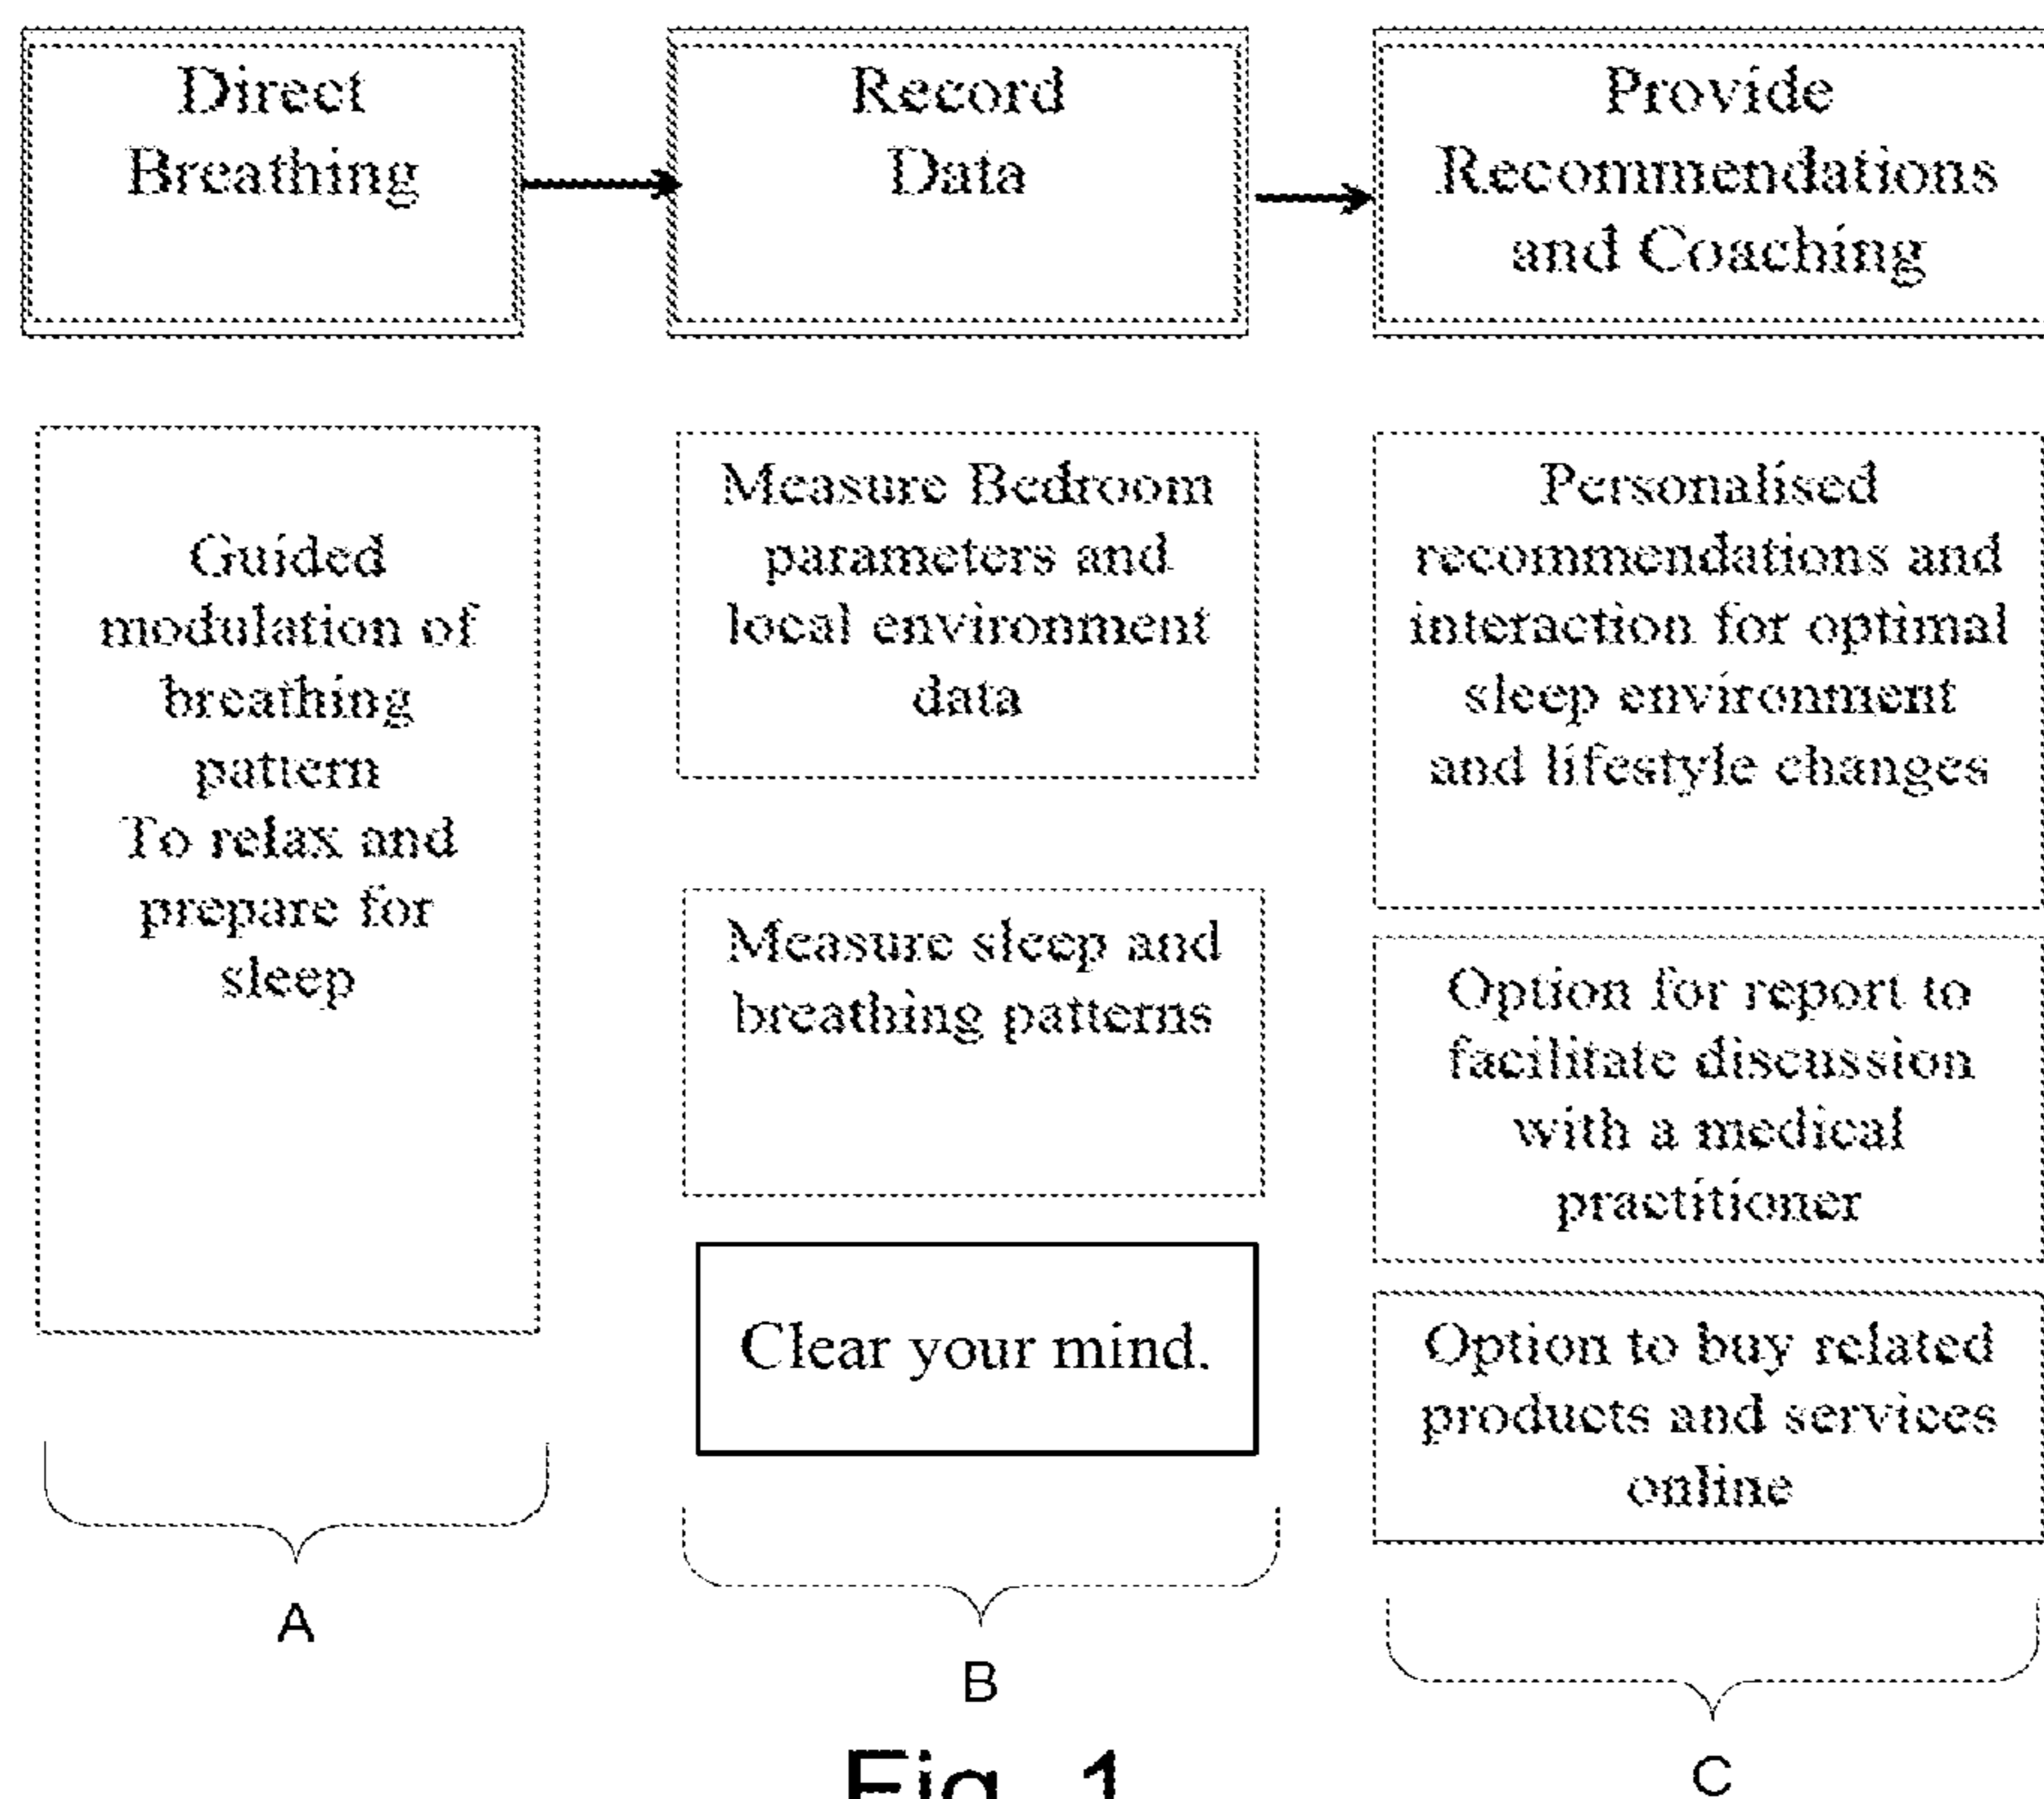 Direct
Breathing
Record
Data
Provide
Recommendations
and Coaching
Guided
modulation of
breathing
pattern
To relax and
prepare for
sleep
Measure Bedroom
parameters and
local environment
data
Measure sleep and
breathing patterns
Clear your mind.
Personalised
recommendations and
interaction for optimal
sleep environment
and lifestyle changes
Option for report to
facilitate discussion
with a medical
practitioner
Option to buy related
products and services
online
A
B
C
Fig. 1